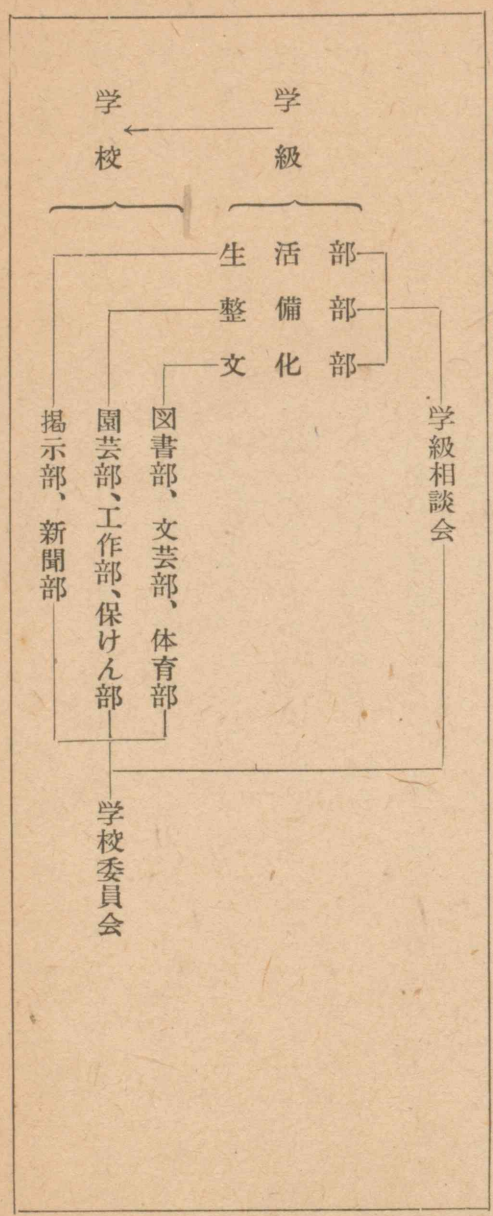 学級
学校
生活部
整備部
文化部
学級相談会
図書部、文芸部、体育部
園芸部、工作部、保けん部
掲示部、新聞部
学校委員会